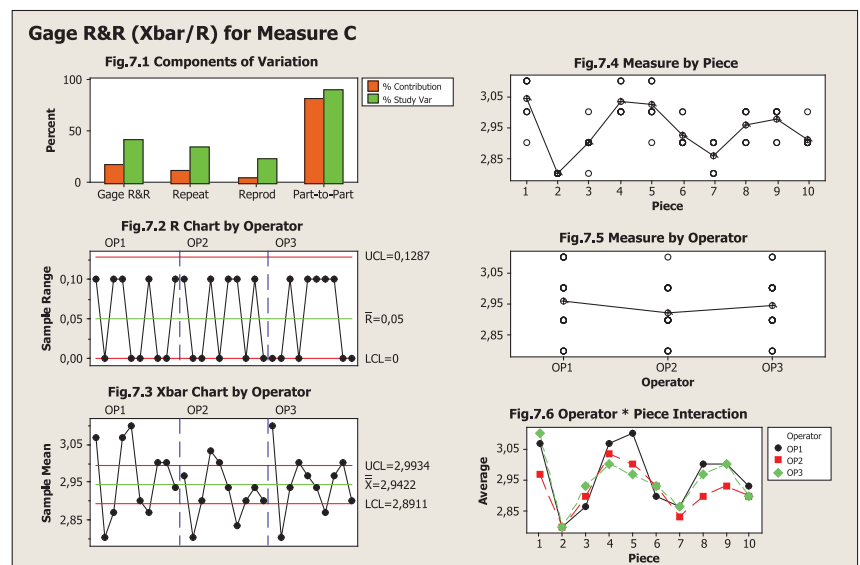 Gage R&R (Xbar/R) for Measure C
Fig.7.1 Components of Variation
Percent
100
50
0
Gage R&R Repeat Reprod Part-to-Part
% Contribution
% Study Var
Fig.7.2 R Chart by Operator
OP1 OP2 OP3
Sample Range
0,10
0,05
0,00
UCL=0,1287
R̅=0,05
LCL=0
Fig.7.3 Xbar Chart by Operator
OP1 OP2 OP3
Sample Mean
3,05
2,95
2,85
UCL=2,9934
X̿=2,9422
LCL=2,8911
Fig.7.4 Measure by Piece
3,05
2,95
2,85
1 2 3 4 5 6 7 8 9 10
Piece
Fig.7.5 Measure by Operator
3,05
2,95
2,85
OP1 OP2 OP3
Operator
Fig.7.6 Operator * Piece Interaction
Average
3,05
2,95
2,85
1 2 3 4 5 6 7 8 9 10
Piece
Operator
OP1
OP2
OP3